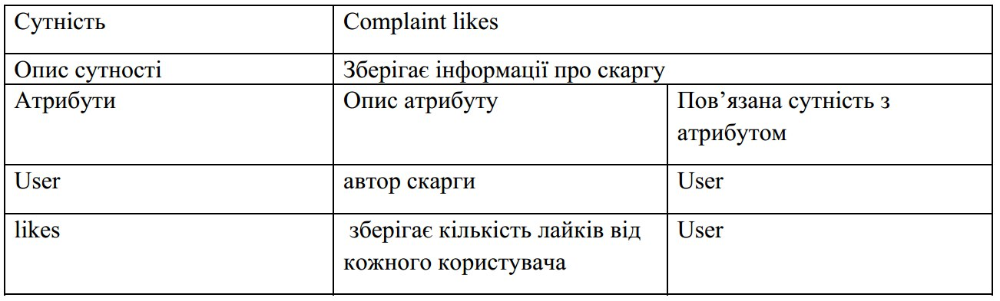 Сутність
Complaint likes
Опис сутності
Зберігає інформації про скаргу
Атрибути
Опис атрибуту
Пов’язана сутність з
атрибутом
User
автор скарги
User
likes
зберігає кількість лайків від
кожного користувача
User